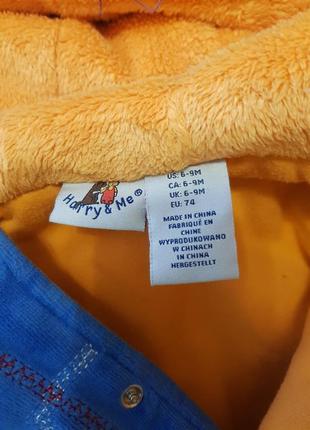 Harry & Me®
US: 6-9M
CA: 6-9M
UK: 6-9M
EU: 74
MADE IN CHINA
FABRIQUÉ EN
CHINE
WYPRODUKOWANO
W CHINACH
IN CHINA
HERGESTELLT